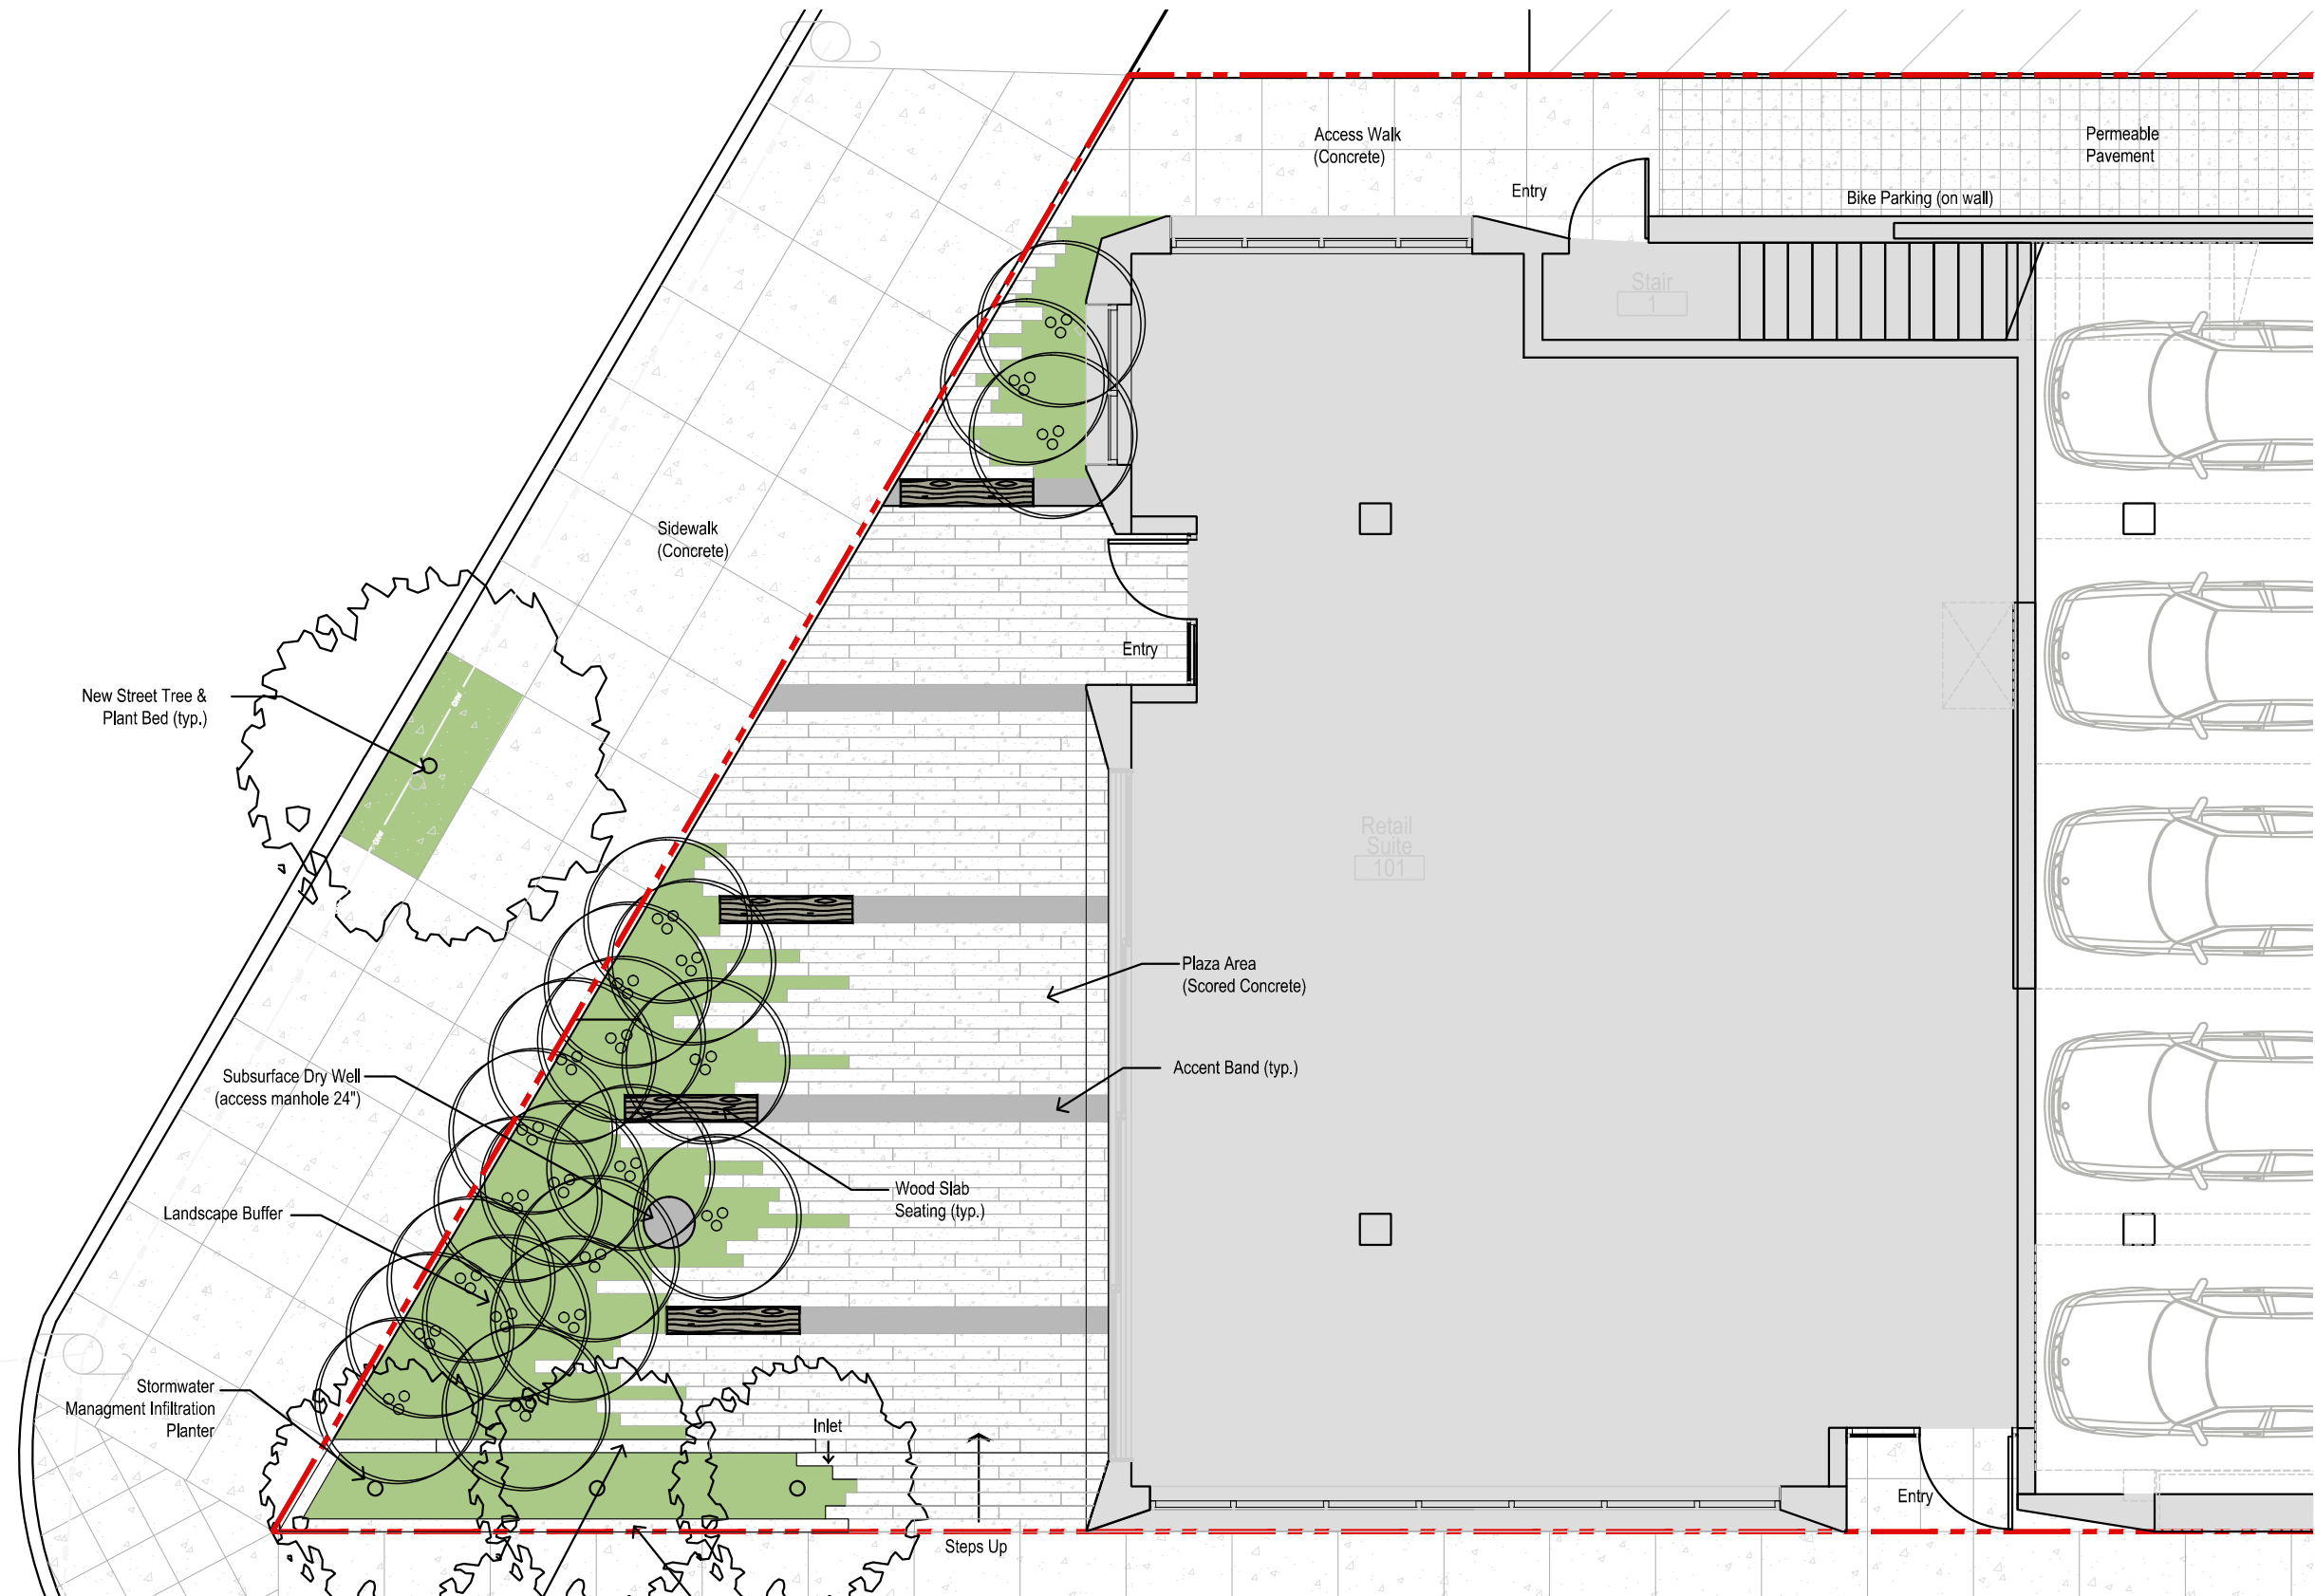 Access Walk
(Concrete)
Permeable
Pavement
Entry
Bike Parking (on wall)
Stair
1
Sidewalk
(Concrete)
Entry
New Street Tree &
Plant Bed (typ.)
Retail
Suite
101
Plaza Area
(Scored Concrete)
Accent Band (typ.)
Subsurface Dry Well
(access manhole 24")
Wood Slab
Seating (typ.)
Landscape Buffer
Stormwater
Managment Infiltration
Planter
Inlet
Entry
Steps Up